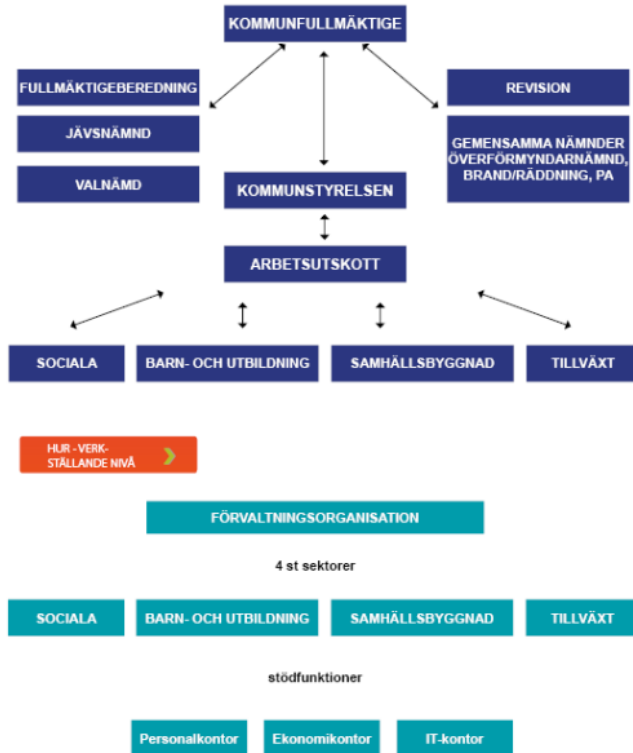 KOMMUNFULLMÄKTIGE
FULLMÄKTIGEBEREDNING
REVISION
JÄVSNÄMND
GEMENSAMMA NÄMNDER
ÖVERFÖRMYNDARNÄMND,
BRAND/RÄDDNING, PA
VALNÄMD
KOMMUNSTYRELSEN
ARBETSUTSKOTT
SOCIALA
BARN- OCH UTBILDNING
SAMHÄLLSBYGGNAD
TILLVÄXT
HUR - VERK-
STÄLLANDE NIVÅ
FÖRVALTNINGSORGANISATION
4 st sektorer
SOCIALA
BARN- OCH UTBILDNING
SAMHÄLLSBYGGNAD
TILLVÄXT
stödfunktioner
Personalkontor
Ekonomikontor
IT-kontor